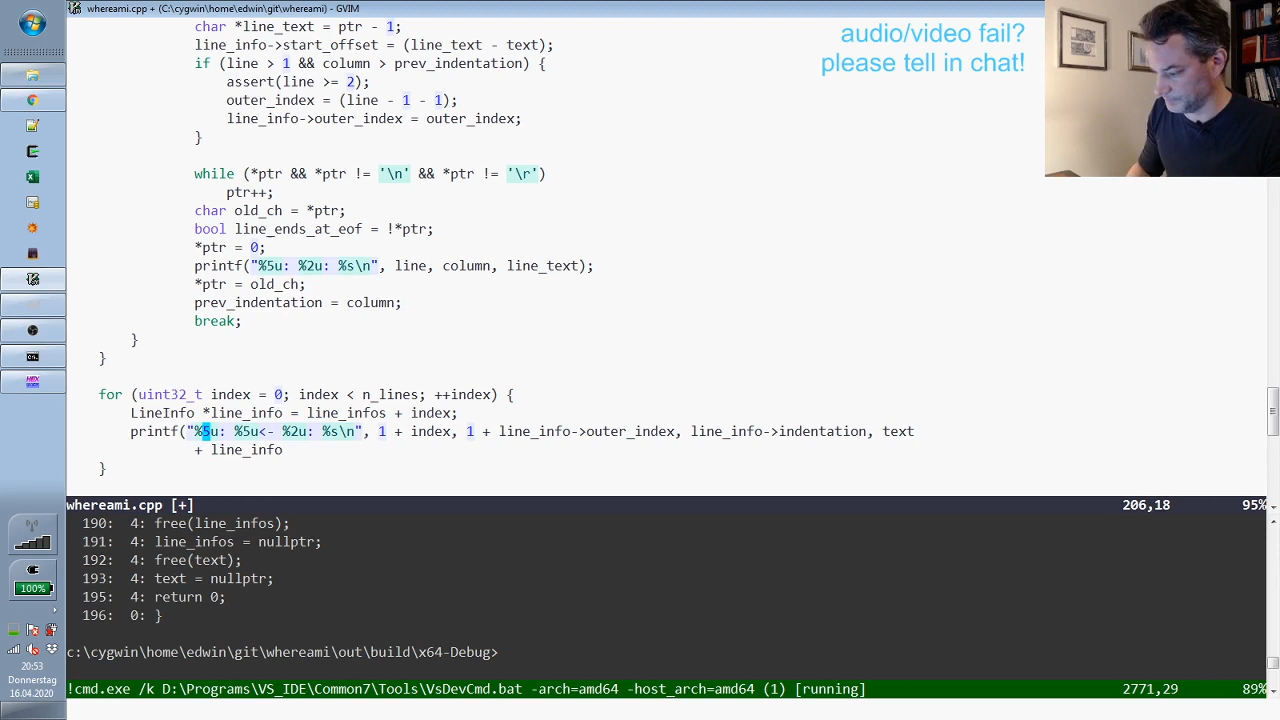 whereami.cpp + (C:\cygwin\home\edwin\git\whereami) - GVIM
audio/video fail?
please tell in chat!
char *line_text = ptr - 1;
line_info->start_offset = (line_text - text);
if (line > 1 && column > prev_indentation) {
assert(line >= 2);
outer_index = (line - 1 - 1);
line_info->outer_index = outer_index;
}
while (*ptr && *ptr != '\n' && *ptr != '\r')
ptr++;
char old_ch = *ptr;
bool line_ends_at_eof = !*ptr;
*ptr = 0;
printf("%5u: %2u: %s\n", line, column, line_text);
*ptr = old_ch;
prev_indentation = column;
break;
}
}
for (uint32_t index = 0; index < n_lines; ++index) {
LineInfo *line_info = line_infos + index;
printf("%5u: %5u<- %2u: %s\n", 1 + index, 1 + line_info->outer_index, line_info->indentation, text
+ line_info
}
whereami.cpp [+] 206,18 95%
190: 4: free(line_infos);
191: 4: line_infos = nullptr;
192: 4: free(text);
193: 4: text = nullptr;
195: 4: return 0;
196: 0: }
c:\cygwin\home\edwin\git\whereami\out\build\x64-Debug>
!cmd.exe /k D:\Programs\VS_IDE\Common7\Tools\VsDevCmd.bat -arch=amd64 -host_arch=amd64 (1) [running] 2771,29 89%
HEX
100%
20:53
Donnerstag
16.04.2020